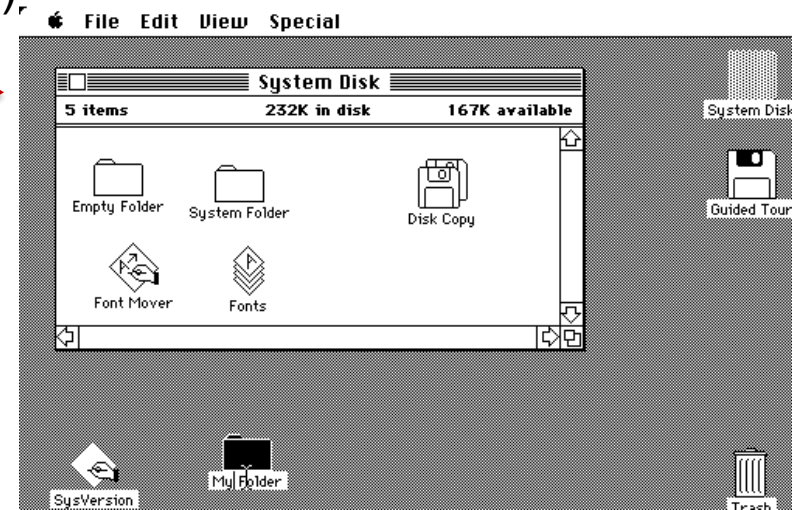 ),
File Edit View Special
System Disk
5 items 232K in disk 167K available
System Disk
Empty Folder System Folder Disk Copy
Guided Tour
Font Mover Fonts
My Folder
SysVersion
Trash